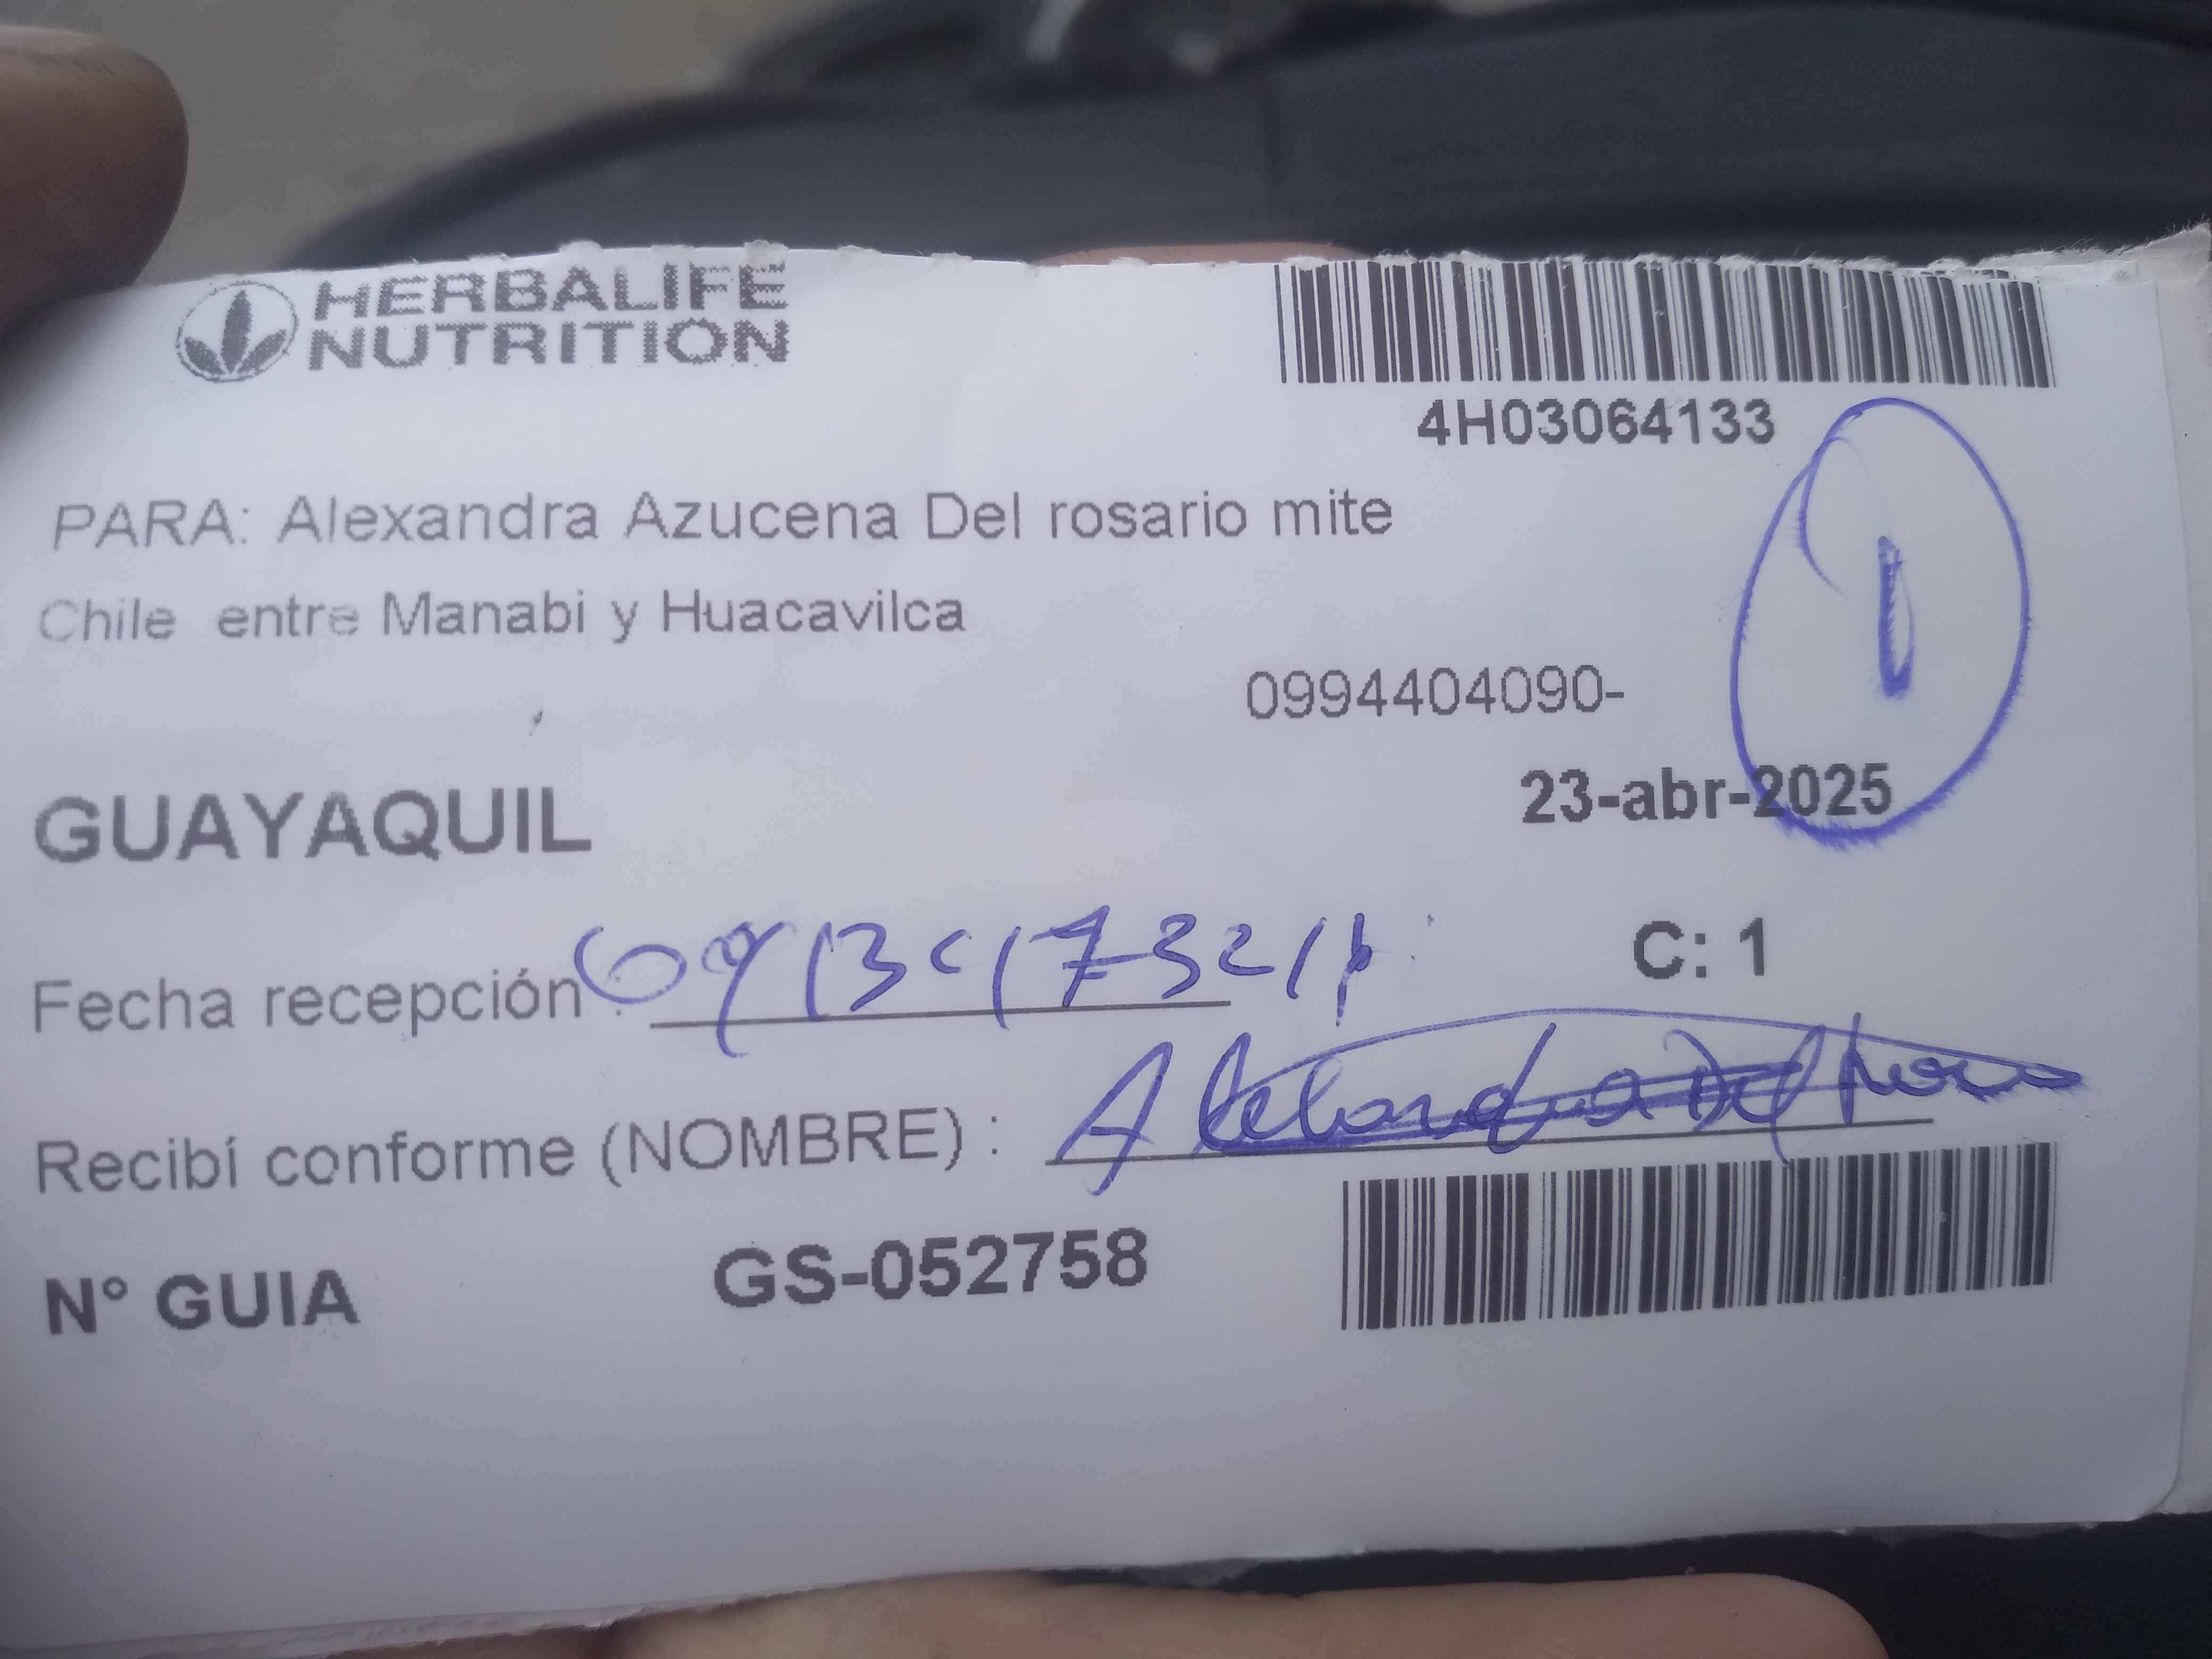 HERBALIFE
NUTRITION
4H03064133
PARA: Alexandra Azucena Del rosario mite
Chile entre Manabi y Huacavilca
1
0994404090-
GUAYAQUIL
23-abr-2025
Fecha recepción :
C: 1
Recibí conforme (NOMBRE) :
N° GUIA GS-052758